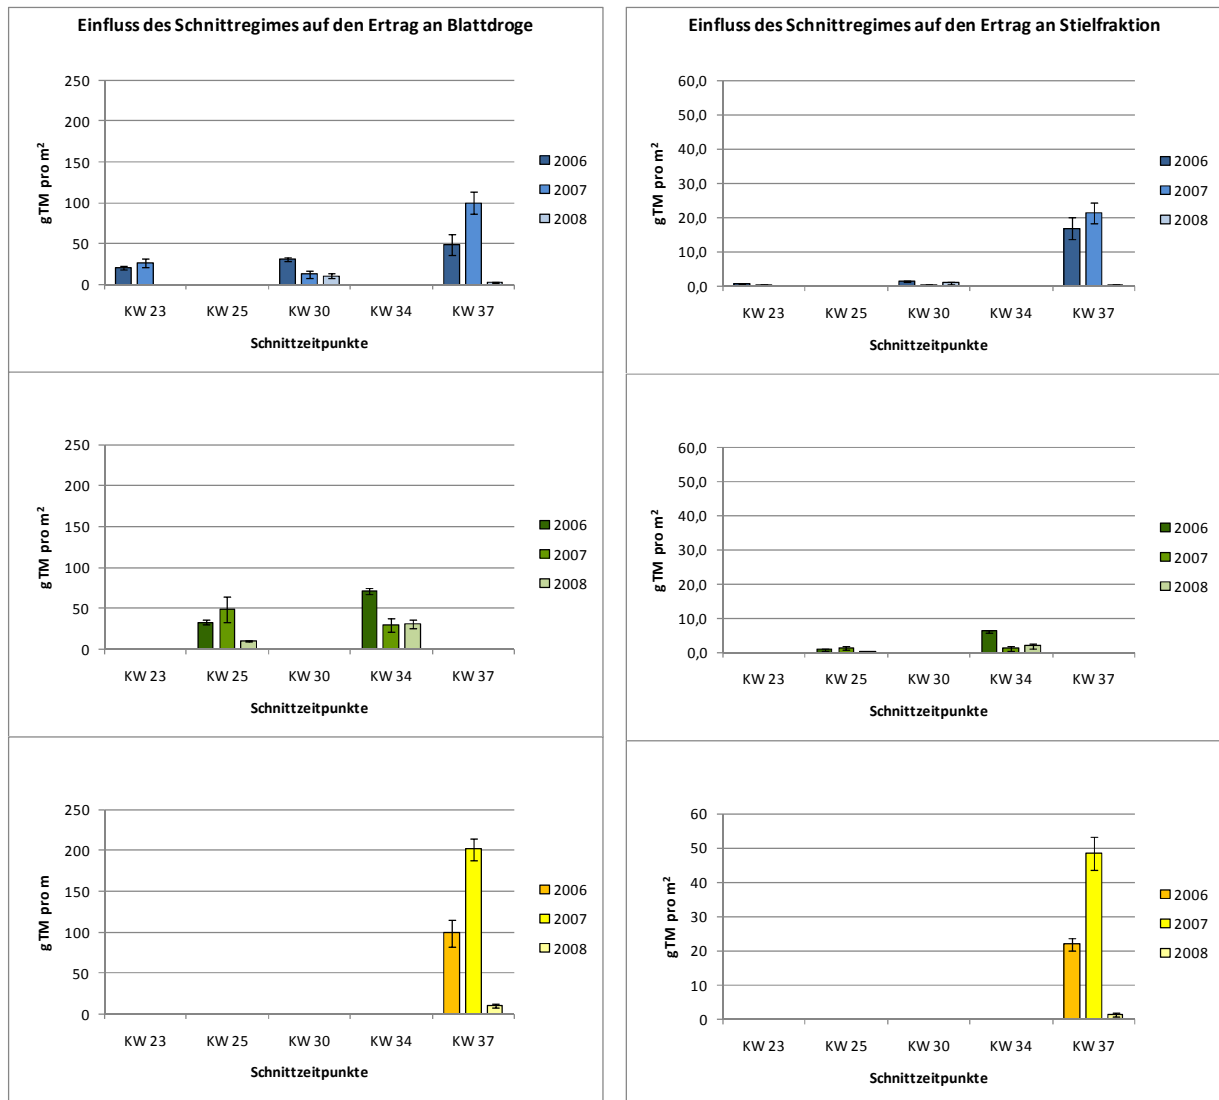 Einfluss des Schnittregimes auf den Ertrag an Blattdroge
250
200
150
100
50
0
g TM pro m²
KW 23 KW 25 KW 30 KW 34 KW 37
Schnittzeitpunkte
2006
2007
2008
Einfluss des Schnittregimes auf den Ertrag an Stielfraktion
60,0
50,0
40,0
30,0
20,0
10,0
0,0
g TM pro m²
KW 23 KW 25 KW 30 KW 34 KW 37
Schnittzeitpunkte
2006
2007
2008
250
200
150
100
50
0
g TM pro m²
KW 23 KW 25 KW 30 KW 34 KW 37
Schnittzeitpunkte
2006
2007
2008
60,0
50,0
40,0
30,0
20,0
10,0
0,0
g TM pro m²
KW 23 KW 25 KW 30 KW 34 KW 37
Schnittzeitpunkte
2006
2007
2008
250
200
150
100
50
0
g TM pro m
KW 23 KW 25 KW 30 KW 34 KW 37
Schnittzeitpunkte
2006
2007
2008
60
50
40
30
20
10
0
g TM pro m²
KW 23 KW 25 KW 30 KW 34 KW 37
Schnittzeitpunkte
2006
2007
2008